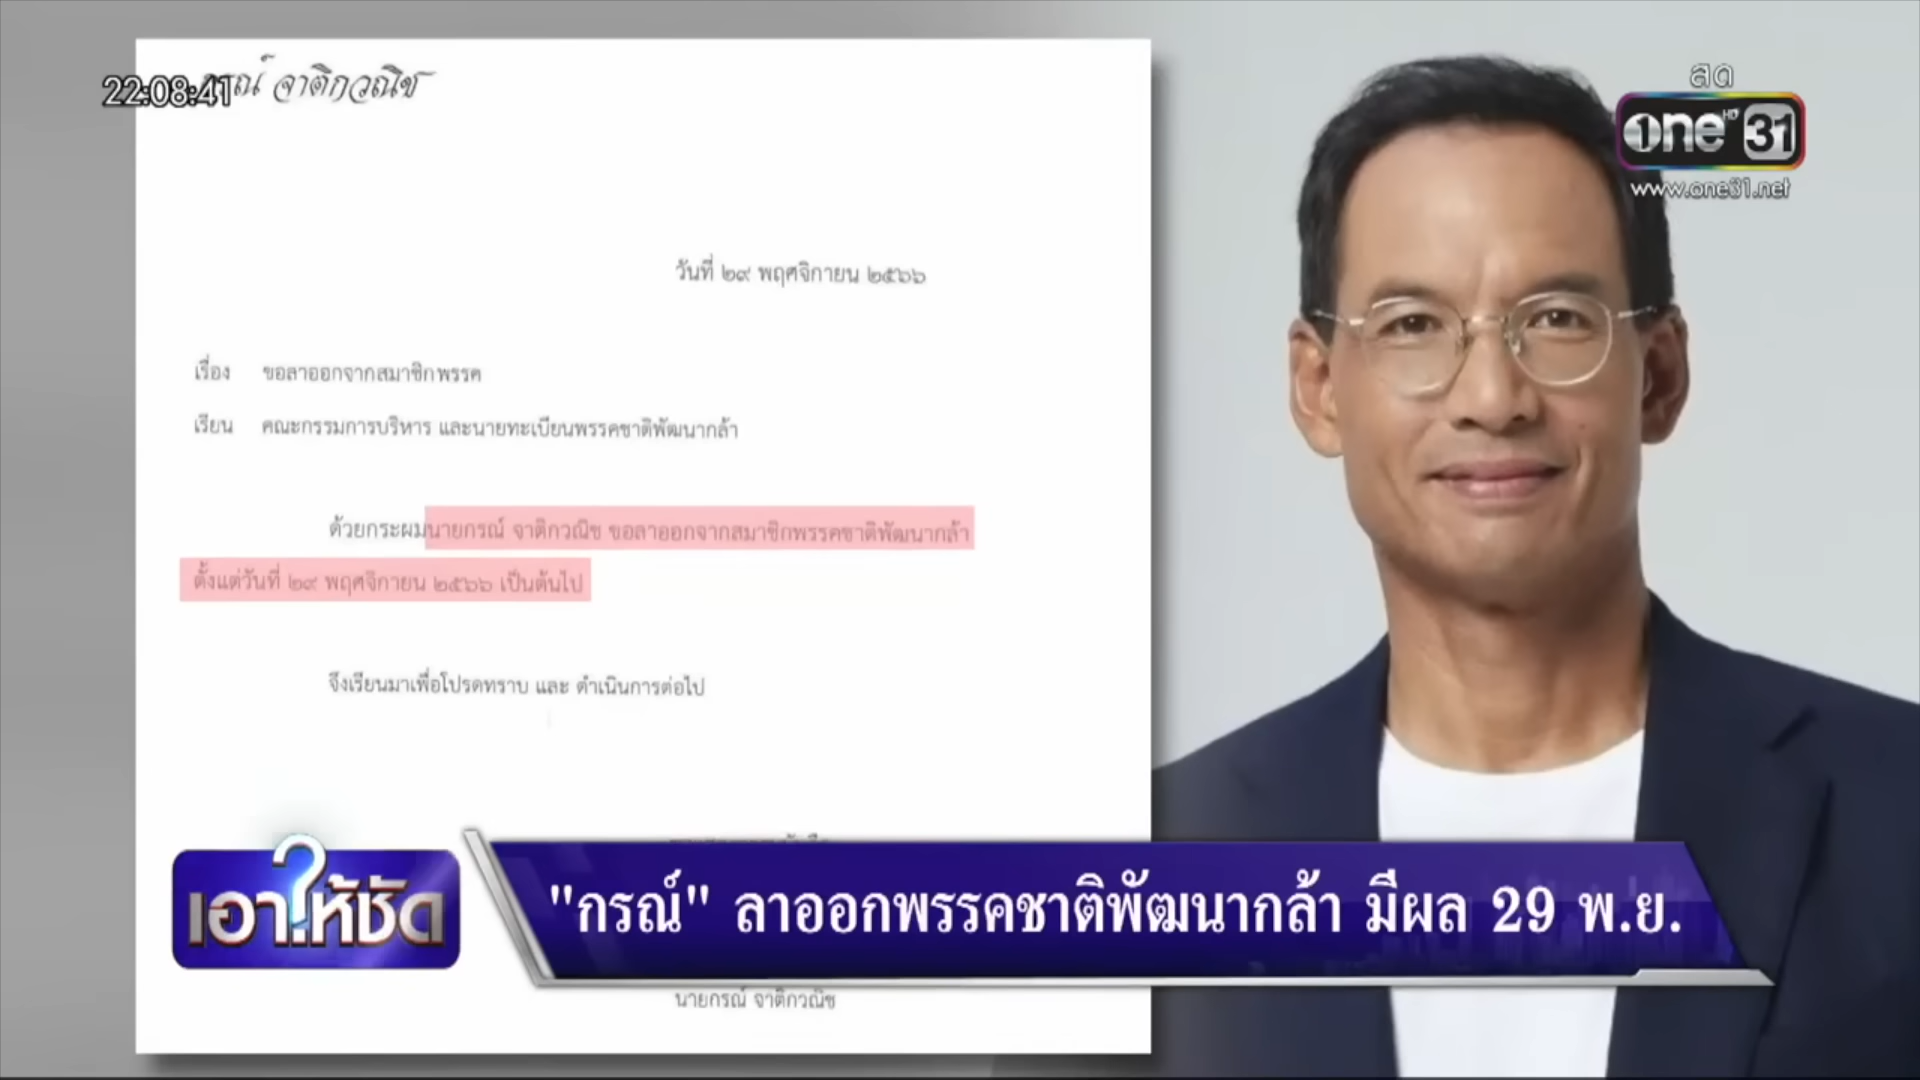 22:08:41
กรณ์ จาติกวณิช
สด
one HD 31
www.one31.net
วันที่ ๒๙ พฤศจิกายน ๒๕๖๖
เรื่อง ขอลาออกจากสมาชิกพรรค
เรียน คณะกรรมการบริหาร และนายทะเบียนพรรคชาติพัฒนากล้า
ด้วยกระผมนายกรณ์ จาติกวณิช ขอลาออกจากสมาชิกพรรคชาติพัฒนากล้า
ตั้งแต่วันที่ ๒๙ พฤศจิกายน ๒๕๖๖ เป็นต้นไป
จึงเรียนมาเพื่อโปรดทราบ และ ดำเนินการต่อไป
เอาให้ชัด
"กรณ์" ลาออกพรรคชาติพัฒนากล้า มีผล 29 พ.ย.
นายกรณ์ จาติกวณิช